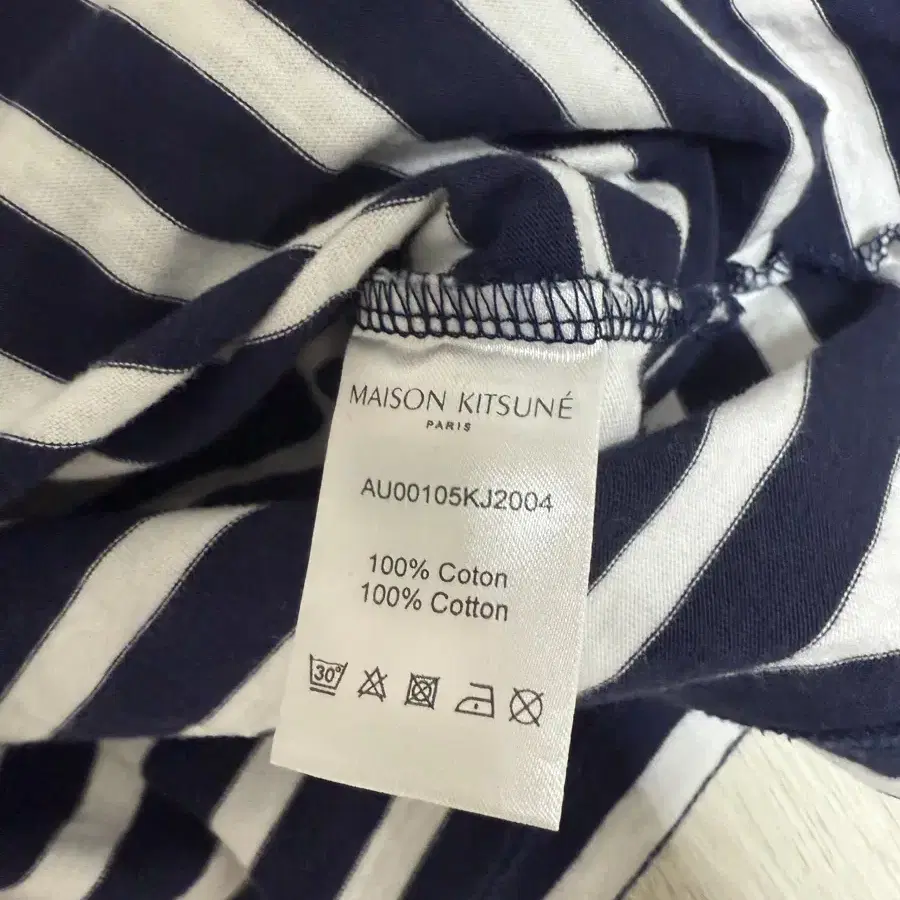 MAISON KITSUNÉ
PARIS
AU00105KJ2004
100% Coton
100% Cotton
30°